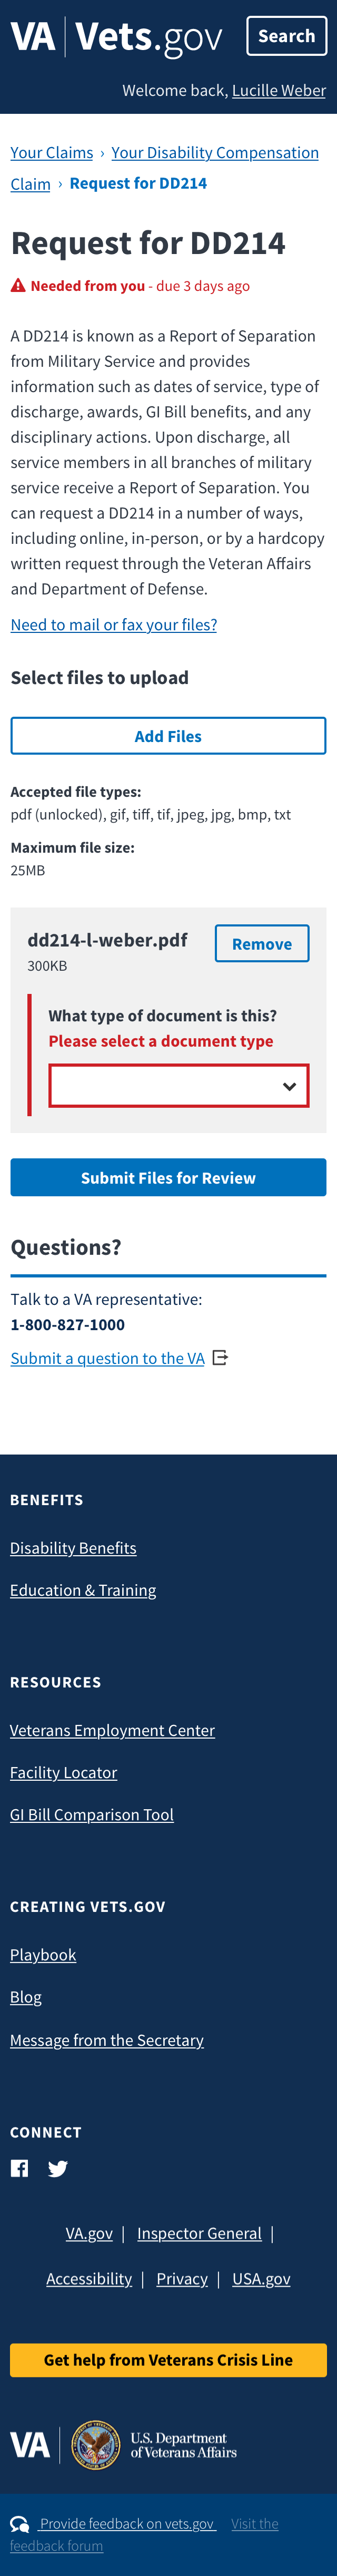 VA Vets.gov Search
Welcome back, Lucille Weber
Your Claims › Your Disability Compensation
Claim › Request for DD214
Request for DD214
Needed from you - due 3 days ago
A DD214 is known as a Report of Separation
from Military Service and provides
information such as dates of service, type of
discharge, awards, GI Bill benefits, and any
disciplinary actions. Upon discharge, all
service members in all branches of military
service receive a Report of Separation. You
can request a DD214 in a number of ways,
including online, in-person, or by a hardcopy
written request through the Veteran Affairs
and Department of Defense.
Need to mail or fax your files?
Select files to upload
Add Files
Accepted file types:
pdf (unlocked), gif, tiff, tif, jpeg, jpg, bmp, txt
Maximum file size:
25MB
dd214-l-weber.pdf Remove
300KB
What type of document is this?
Please select a document type
Submit Files for Review
Questions?
Talk to a VA representative:
1-800-827-1000
Submit a question to the VA
BENEFITS
Disability Benefits
Education & Training
RESOURCES
Veterans Employment Center
Facility Locator
GI Bill Comparison Tool
CREATING VETS.GOV
Playbook
Blog
Message from the Secretary
CONNECT
VA.gov | Inspector General |
Accessibility | Privacy | USA.gov
Get help from Veterans Crisis Line
VA U.S. Department
of Veterans Affairs
Provide feedback on vets.gov Visit the
feedback forum